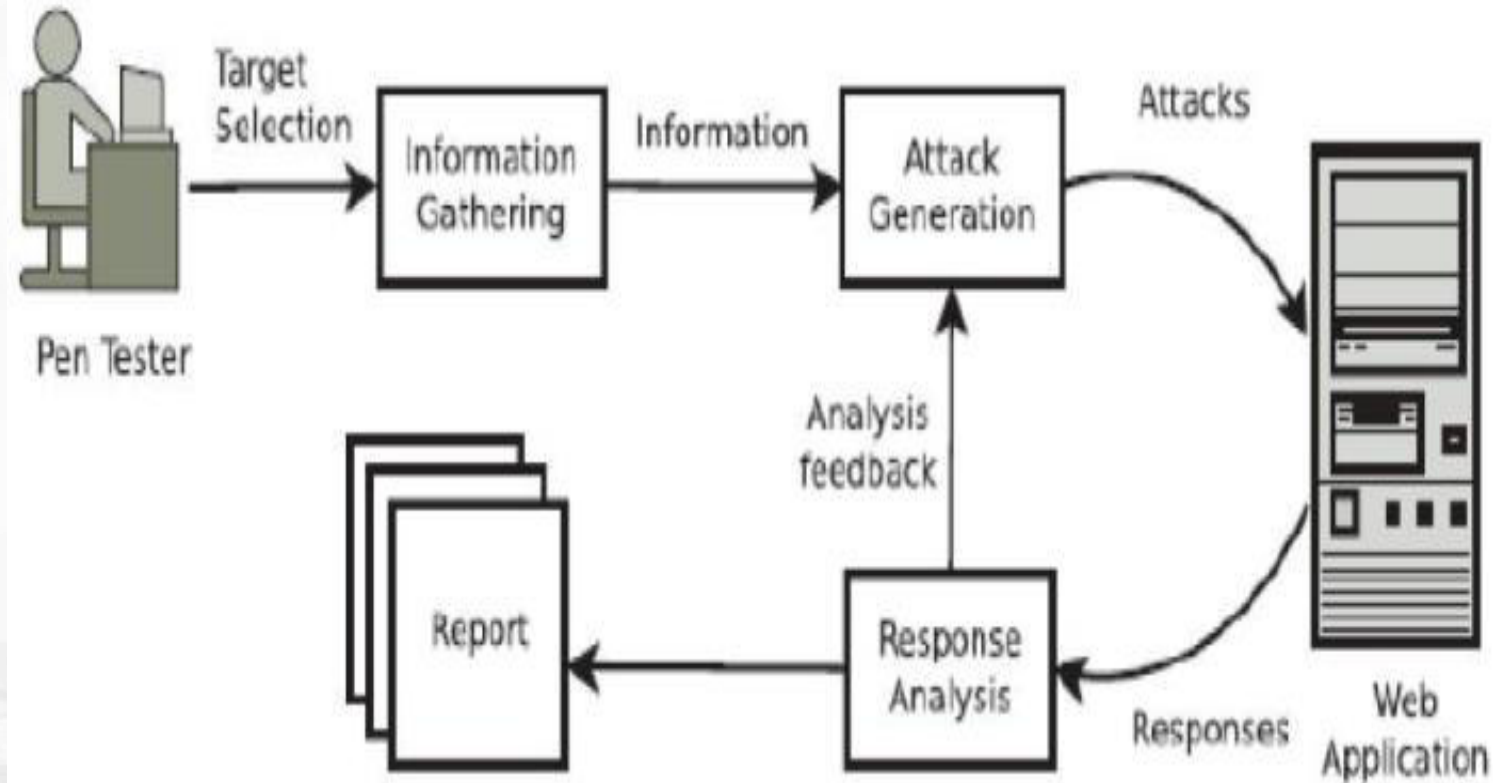 Target
Selection
Information
Gathering
Information
Attack
Generation
Attacks
Pen Tester
Analysis
feedback
Report
Response
Analysis
Responses
Web
Application